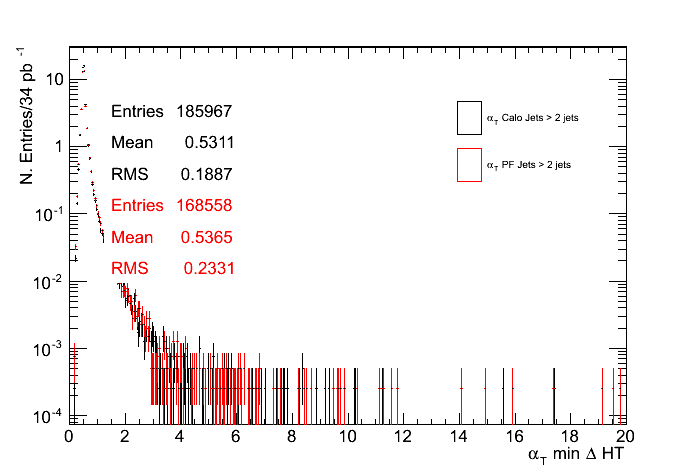 N. Entries/34 pb -1
10
1
10-1
10-2
10-3
10-4
Entries 185967
Mean 0.5311
RMS 0.1887
Entries 168558
Mean 0.5365
RMS 0.2331
αT Calo Jets > 2 jets
αT PF Jets > 2 jets
0 2 4 6 8 10 12 14 16 18 20
αT min Δ HT